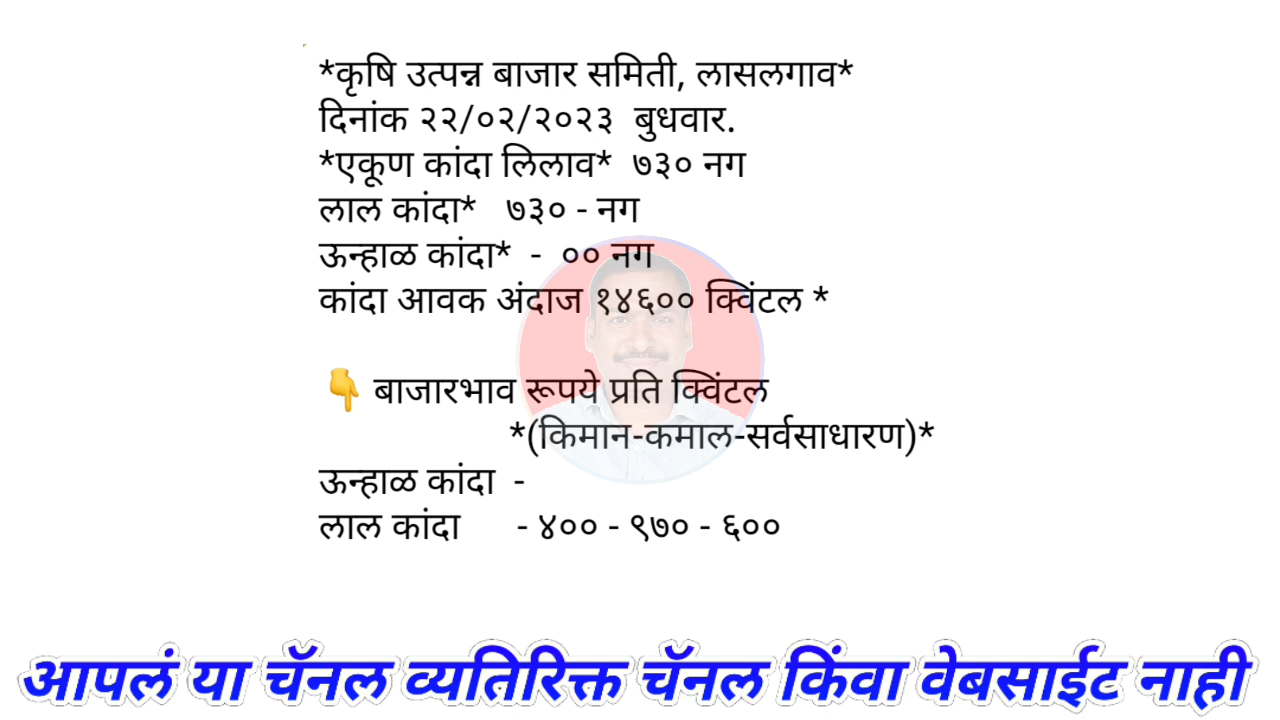 *कृषि उत्पन्न बाजार समिती, लासलगाव*
दिनांक २२/०२/२०२३  बुधवार.
*एकूण कांदा लिलाव*  ७३० नग
लाल कांदा*   ७३० - नग
ऊन्हाळ कांदा*  -  ०० नग
कांदा आवक अंदाज १४६०० क्विंटल *
👇 बाजारभाव रूपये प्रति क्विंटल
*(किमान-कमाल-सर्वसाधारण)*
ऊन्हाळ कांदा  -
लाल कांदा      - ४०० - ९७० - ६००
आपलं या चॅनल व्यतिरिक्त चॅनल किंवा वेबसाईट नाही